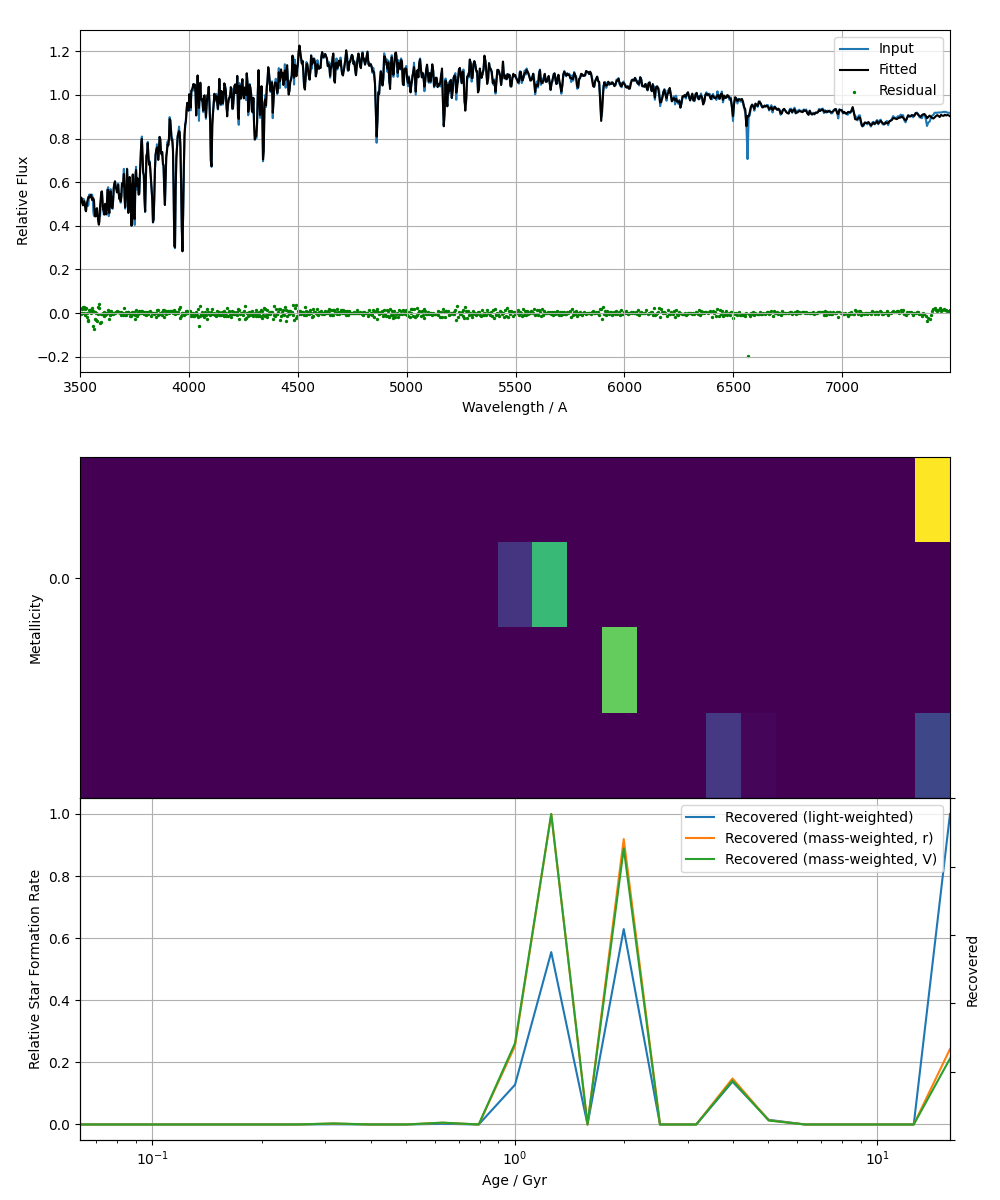 1.2
1.0
0.8
0.6
0.4
0.2
0.0
−0.2
Relative Flux
Input
Fitted
Residual
3500 4000 4500 5000 5500 6000 6500 7000
Wavelength / A
0.0
Metallicity
1.0
0.8
0.6
0.4
0.2
0.0
Relative Star Formation Rate
Recovered (light-weighted)
Recovered (mass-weighted, r)
Recovered (mass-weighted, V)
Recovered
10⁻¹ 10⁰ 10¹
Age / Gyr